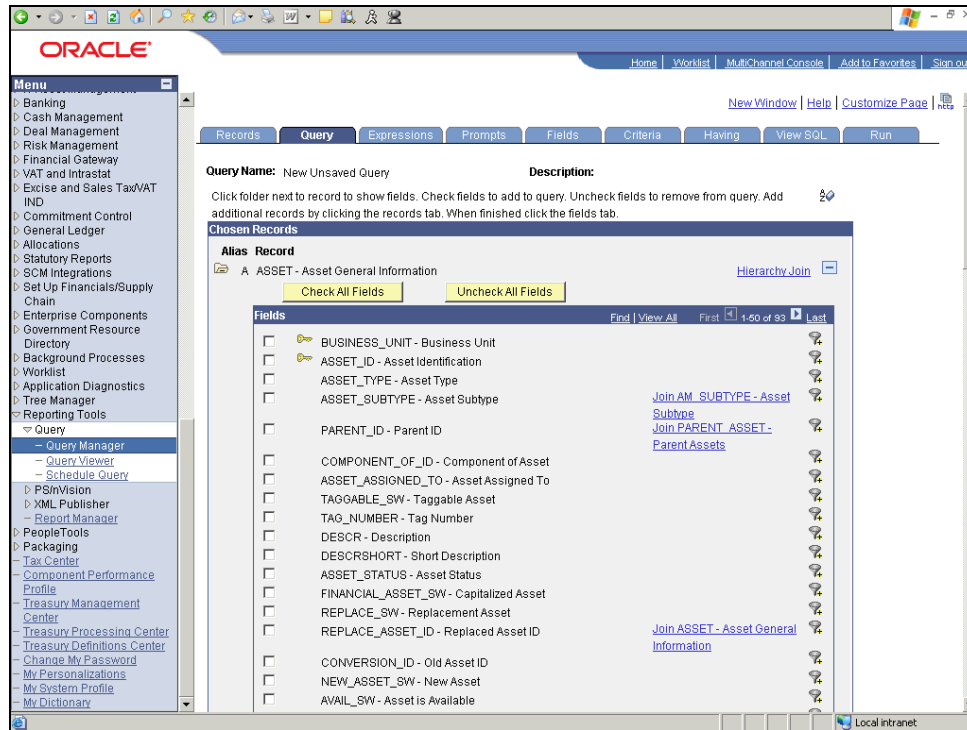 ORACLE'
Home | Worklist | MultiChannel Console | Add to Favorites | Sign ou
Menu
Banking
Cash Management
Deal Management
Risk Management
Financial Gateway
VAT and Intrastat
Excise and Sales Tax/VAT
IND
Commitment Control
General Ledger
Allocations
Statutory Reports
SCM Integrations
Set Up Financials/Supply
Chain
Enterprise Components
Government Resource
Directory
Background Processes
Worklist
Application Diagnostics
Tree Manager
Reporting Tools
Query
– Query Manager
– Query Viewer
– Schedule Query
PS/nVision
XML Publisher
– Report Manager
PeopleTools
Packaging
– Tax Center
– Component Performance
Profile
– Treasury Management
Center
– Treasury Processing Center
– Treasury Definitions Center
– Change My Password
– My Personalizations
– My System Profile
– My Dictionary
New Window | Help | Customize Page | http
Records Query Expressions Prompts Fields Criteria Having View SQL Run
Query Name: New Unsaved Query Description:
Click folder next to record to show fields. Check fields to add to query. Uncheck fields to remove from query. Add
additional records by clicking the records tab. When finished click the fields tab.
Chosen Records
Alias Record
A ASSET - Asset General Information Hierarchy Join
Check All Fields Uncheck All Fields
Fields Find | View All First 1-50 of 93 Last
BUSINESS_UNIT - Business Unit
ASSET_ID - Asset Identification
ASSET_TYPE - Asset Type
ASSET_SUBTYPE - Asset Subtype Join AM_SUBTYPE - Asset
Subtype
PARENT_ID - Parent ID Join PARENT_ASSET -
Parent Assets
COMPONENT_OF_ID - Component of Asset
ASSET_ASSIGNED_TO - Asset Assigned To
TAGGABLE_SW - Taggable Asset
TAG_NUMBER - Tag Number
DESCR - Description
DESCRSHORT - Short Description
ASSET_STATUS - Asset Status
FINANCIAL_ASSET_SW - Capitalized Asset
REPLACE_SW - Replacement Asset
REPLACE_ASSET_ID - Replaced Asset ID Join ASSET - Asset General
Information
CONVERSION_ID - Old Asset ID
NEW_ASSET_SW - New Asset
AVAIL_SW - Asset is Available
Local intranet